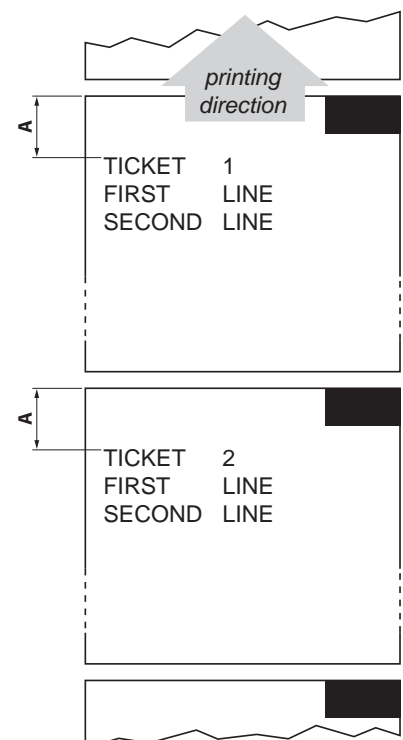 printing
direction
A
TICKET 1
FIRST LINE
SECOND LINE
A
TICKET 2
FIRST LINE
SECOND LINE